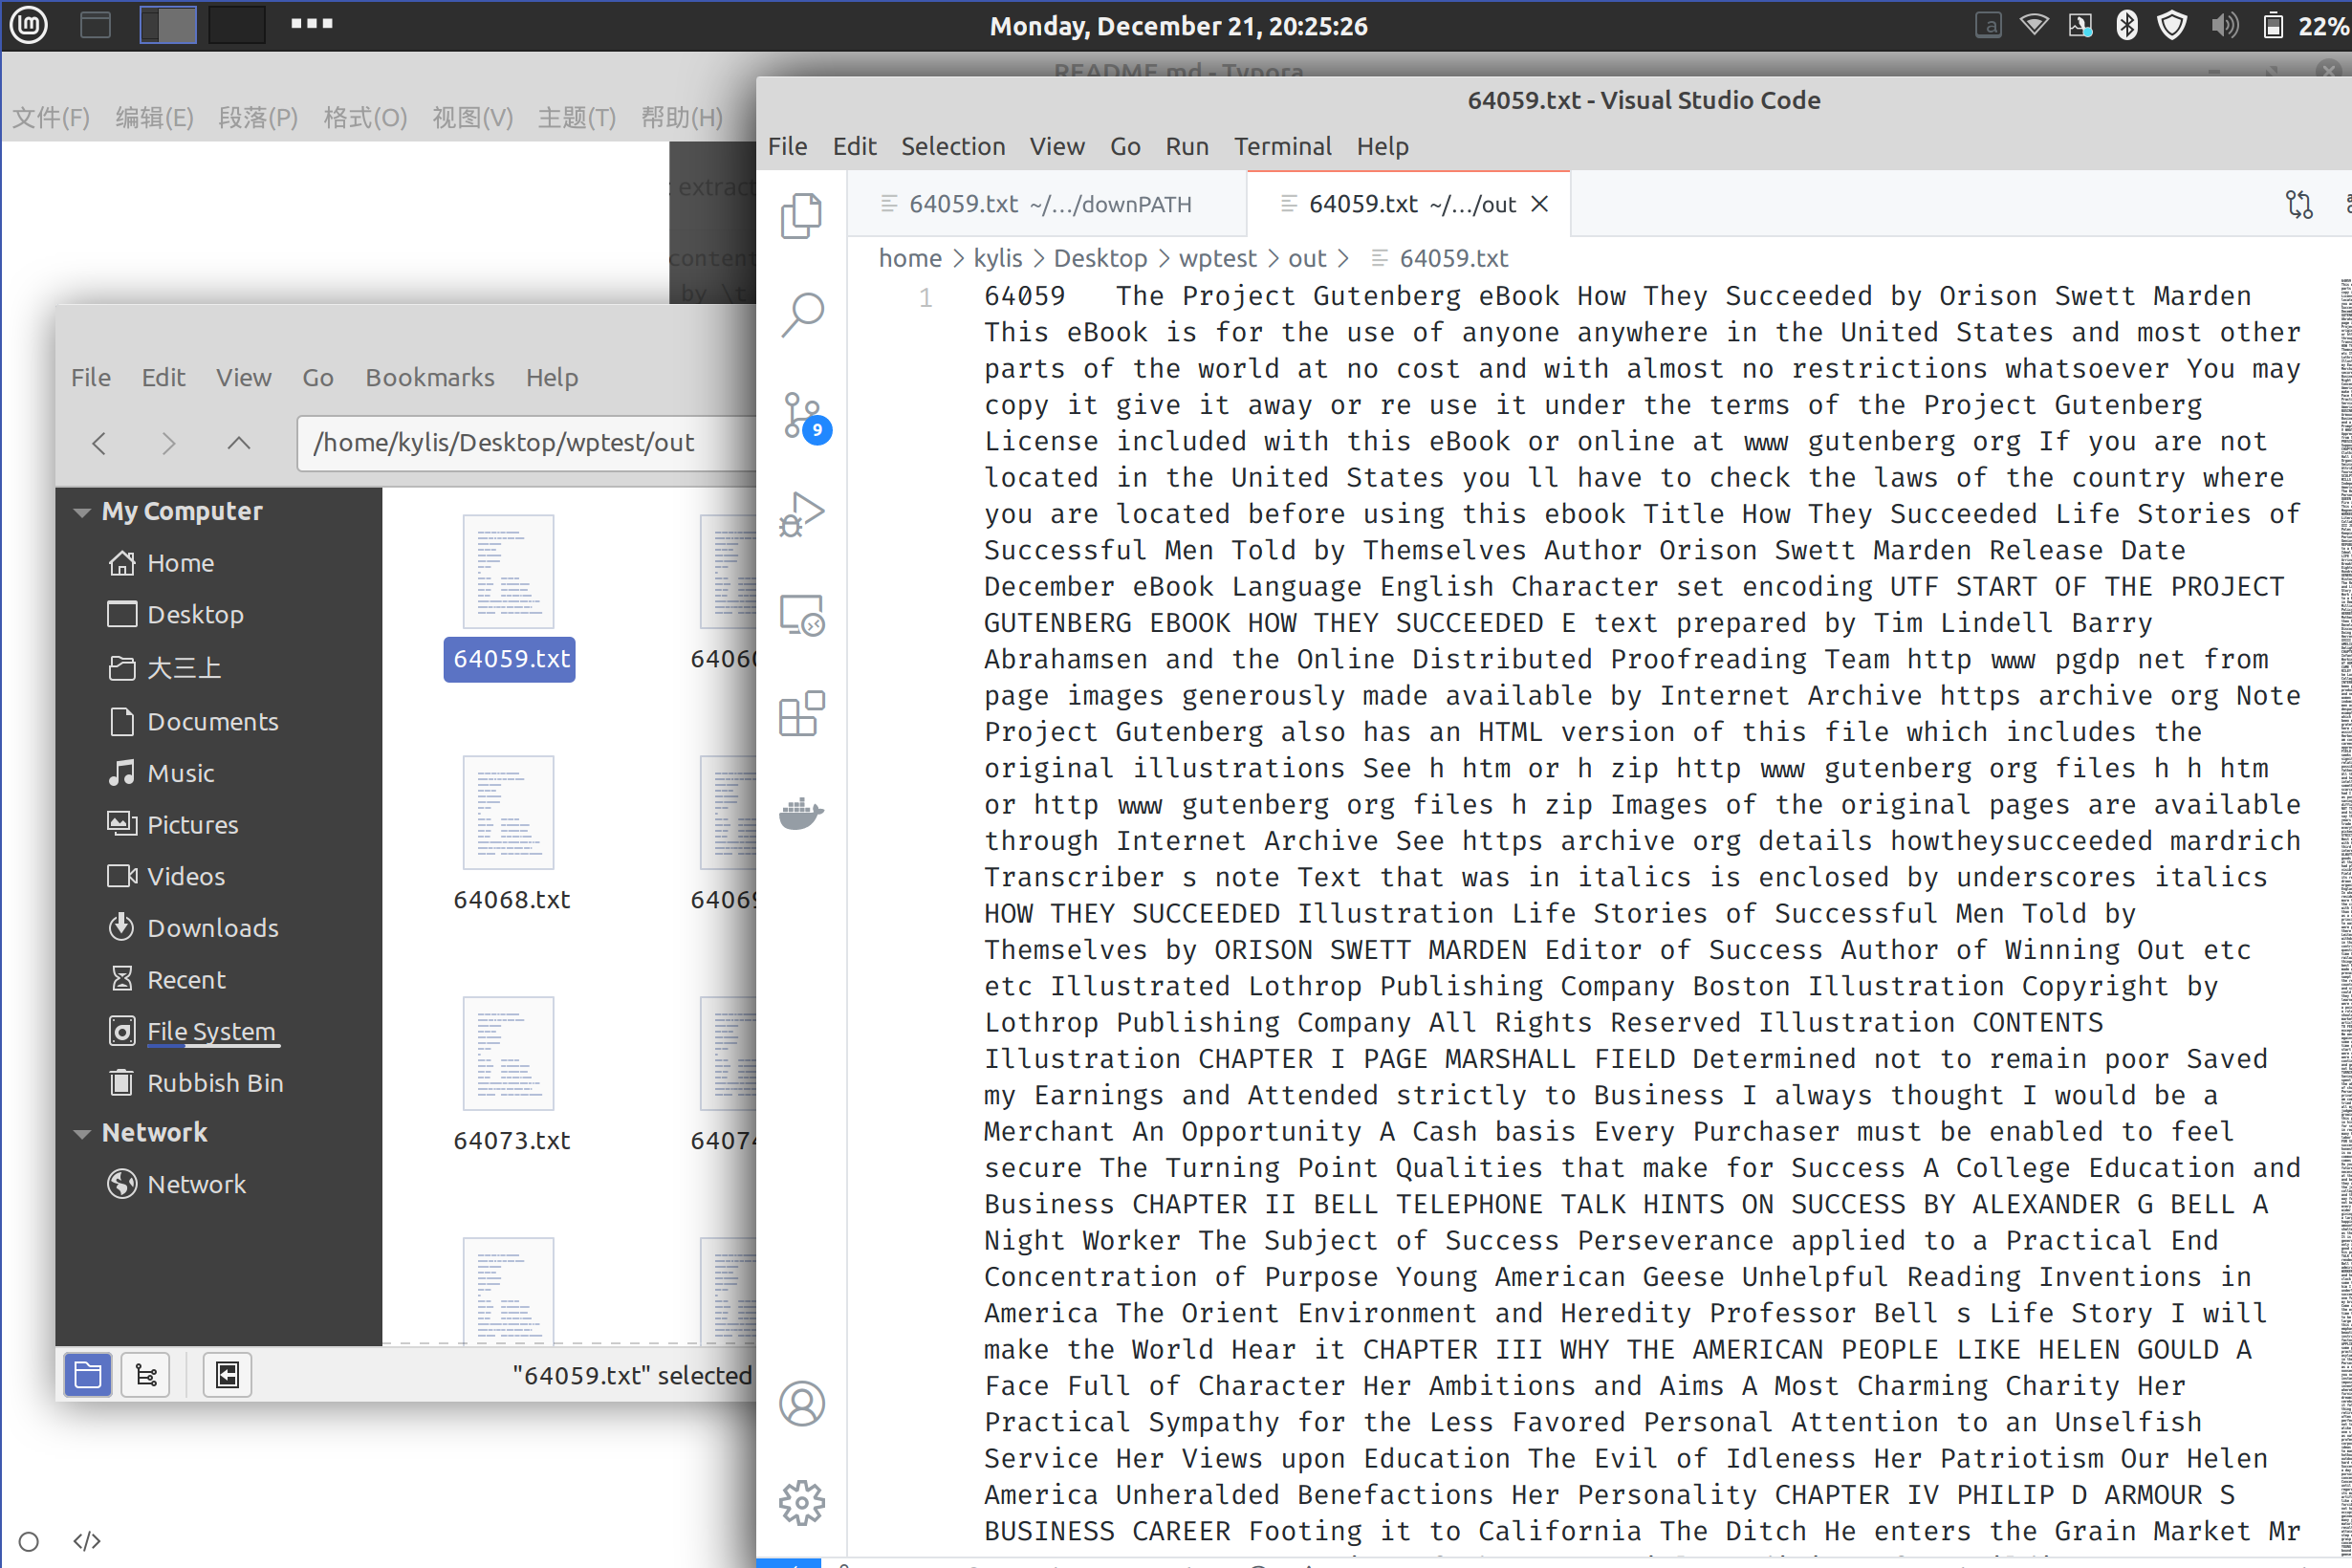 Monday, December 21, 20:25:26
22%
README.md - Typora
文件(F) 编辑(E) 段落(P) 格式(O) 视图(V) 主题(T) 帮助(H)
extract
content
by \t
File Edit View Go Bookmarks Help
/home/kylis/Desktop/wptest/out
My Computer
Home
Desktop
大三上
Documents
Music
Pictures
Videos
Downloads
Recent
File System
Rubbish Bin
Network
Network
64059.txt
64068.txt
64073.txt
"64059.txt" selected
64059.txt - Visual Studio Code
File Edit Selection View Go Run Terminal Help
64059.txt ~/.../downPATH
64059.txt ~/.../out
home > kylis > Desktop > wptest > out > 64059.txt
9
1
64059 The Project Gutenberg eBook How They Succeeded by Orison Swett Marden
This eBook is for the use of anyone anywhere in the United States and most other
parts of the world at no cost and with almost no restrictions whatsoever You may
copy it give it away or re use it under the terms of the Project Gutenberg
License included with this eBook or online at www gutenberg org If you are not
located in the United States you ll have to check the laws of the country where
you are located before using this ebook Title How They Succeeded Life Stories of
Successful Men Told by Themselves Author Orison Swett Marden Release Date
December eBook Language English Character set encoding UTF START OF THE PROJECT
GUTENBERG EBOOK HOW THEY SUCCEEDED E text prepared by Tim Lindell Barry
Abrahamsen and the Online Distributed Proofreading Team http www pgdp net from
page images generously made available by Internet Archive https archive org Note
Project Gutenberg also has an HTML version of this file which includes the
original illustrations See h htm or h zip http www gutenberg org files h h htm
or http www gutenberg org files h zip Images of the original pages are available
through Internet Archive See https archive org details howtheysucceeded mardrich
Transcriber s note Text that was in italics is enclosed by underscores italics
HOW THEY SUCCEEDED Illustration Life Stories of Successful Men Told by
Themselves by ORISON SWETT MARDEN Editor of Success Author of Winning Out etc
etc Illustrated Lothrop Publishing Company Boston Illustration Copyright by
Lothrop Publishing Company All Rights Reserved Illustration CONTENTS
Illustration CHAPTER I PAGE MARSHALL FIELD Determined not to remain poor Saved
my Earnings and Attended strictly to Business I always thought I would be a
Merchant An Opportunity A Cash basis Every Purchaser must be enabled to feel
secure The Turning Point Qualities that make for Success A College Education and
Business CHAPTER II BELL TELEPHONE TALK HINTS ON SUCCESS BY ALEXANDER G BELL A
Night Worker The Subject of Success Perseverance applied to a Practical End
Concentration of Purpose Young American Geese Unhelpful Reading Inventions in
America The Orient Environment and Heredity Professor Bell s Life Story I will
make the World Hear it CHAPTER III WHY THE AMERICAN PEOPLE LIKE HELEN GOULD A
Face Full of Character Her Ambitions and Aims A Most Charming Charity Her
Practical Sympathy for the Less Favored Personal Attention to an Unselfish
Service Her Views upon Education The Evil of Idleness Her Patriotism Our Helen
America Unheralded Benefactions Her Personality CHAPTER IV PHILIP D ARMOUR S
BUSINESS CAREER Footing it to California The Ditch He enters the Grain Market Mr